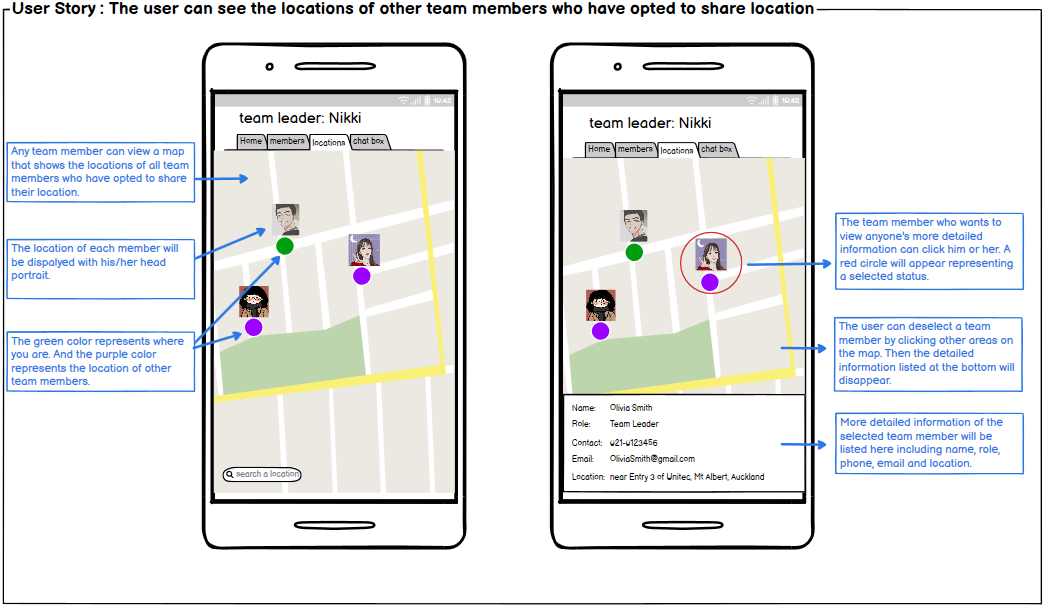 User Story : The user can see the locations of other team members who have opted to share location
10:42
team leader: Nikki
Home members locations chat box
Any team member can view a map
that shows the locations of all team
members who have opted to share
their location.
The location of each member will
be dispalyed with his/her head
portrait.
The green color represents where
you are. And the purple color
represents the location of other
team members.
search a location
10:42
team leader: Nikki
Home members locations chat box
Name: Olivia Smith
Role: Team Leader
Contact: 021-0123456
Email: OliviaSmith@gmail.com
Location: near Entry 3 of Unitec, Mt Albert, Auckland
The team member who wants to
view anyone's more detailed
information can click him or her. A
red circle will appear representing
a selected status.
The user can deselect a team
member by clicking other areas on
the map. Then the detailed
information listed at the bottom will
disappear.
More detailed information of the
selected team member will be
listed here including name, role,
phone, email and location.